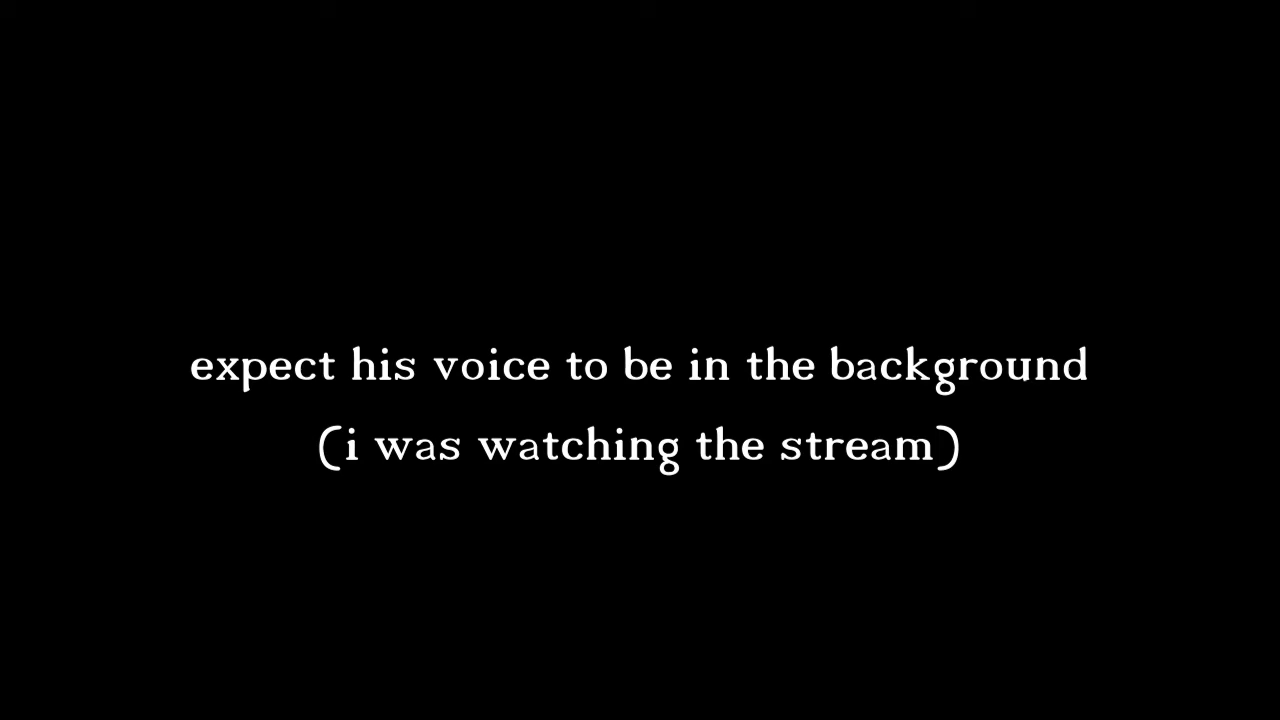 expect his voice to be in the background
(i was watching the stream)